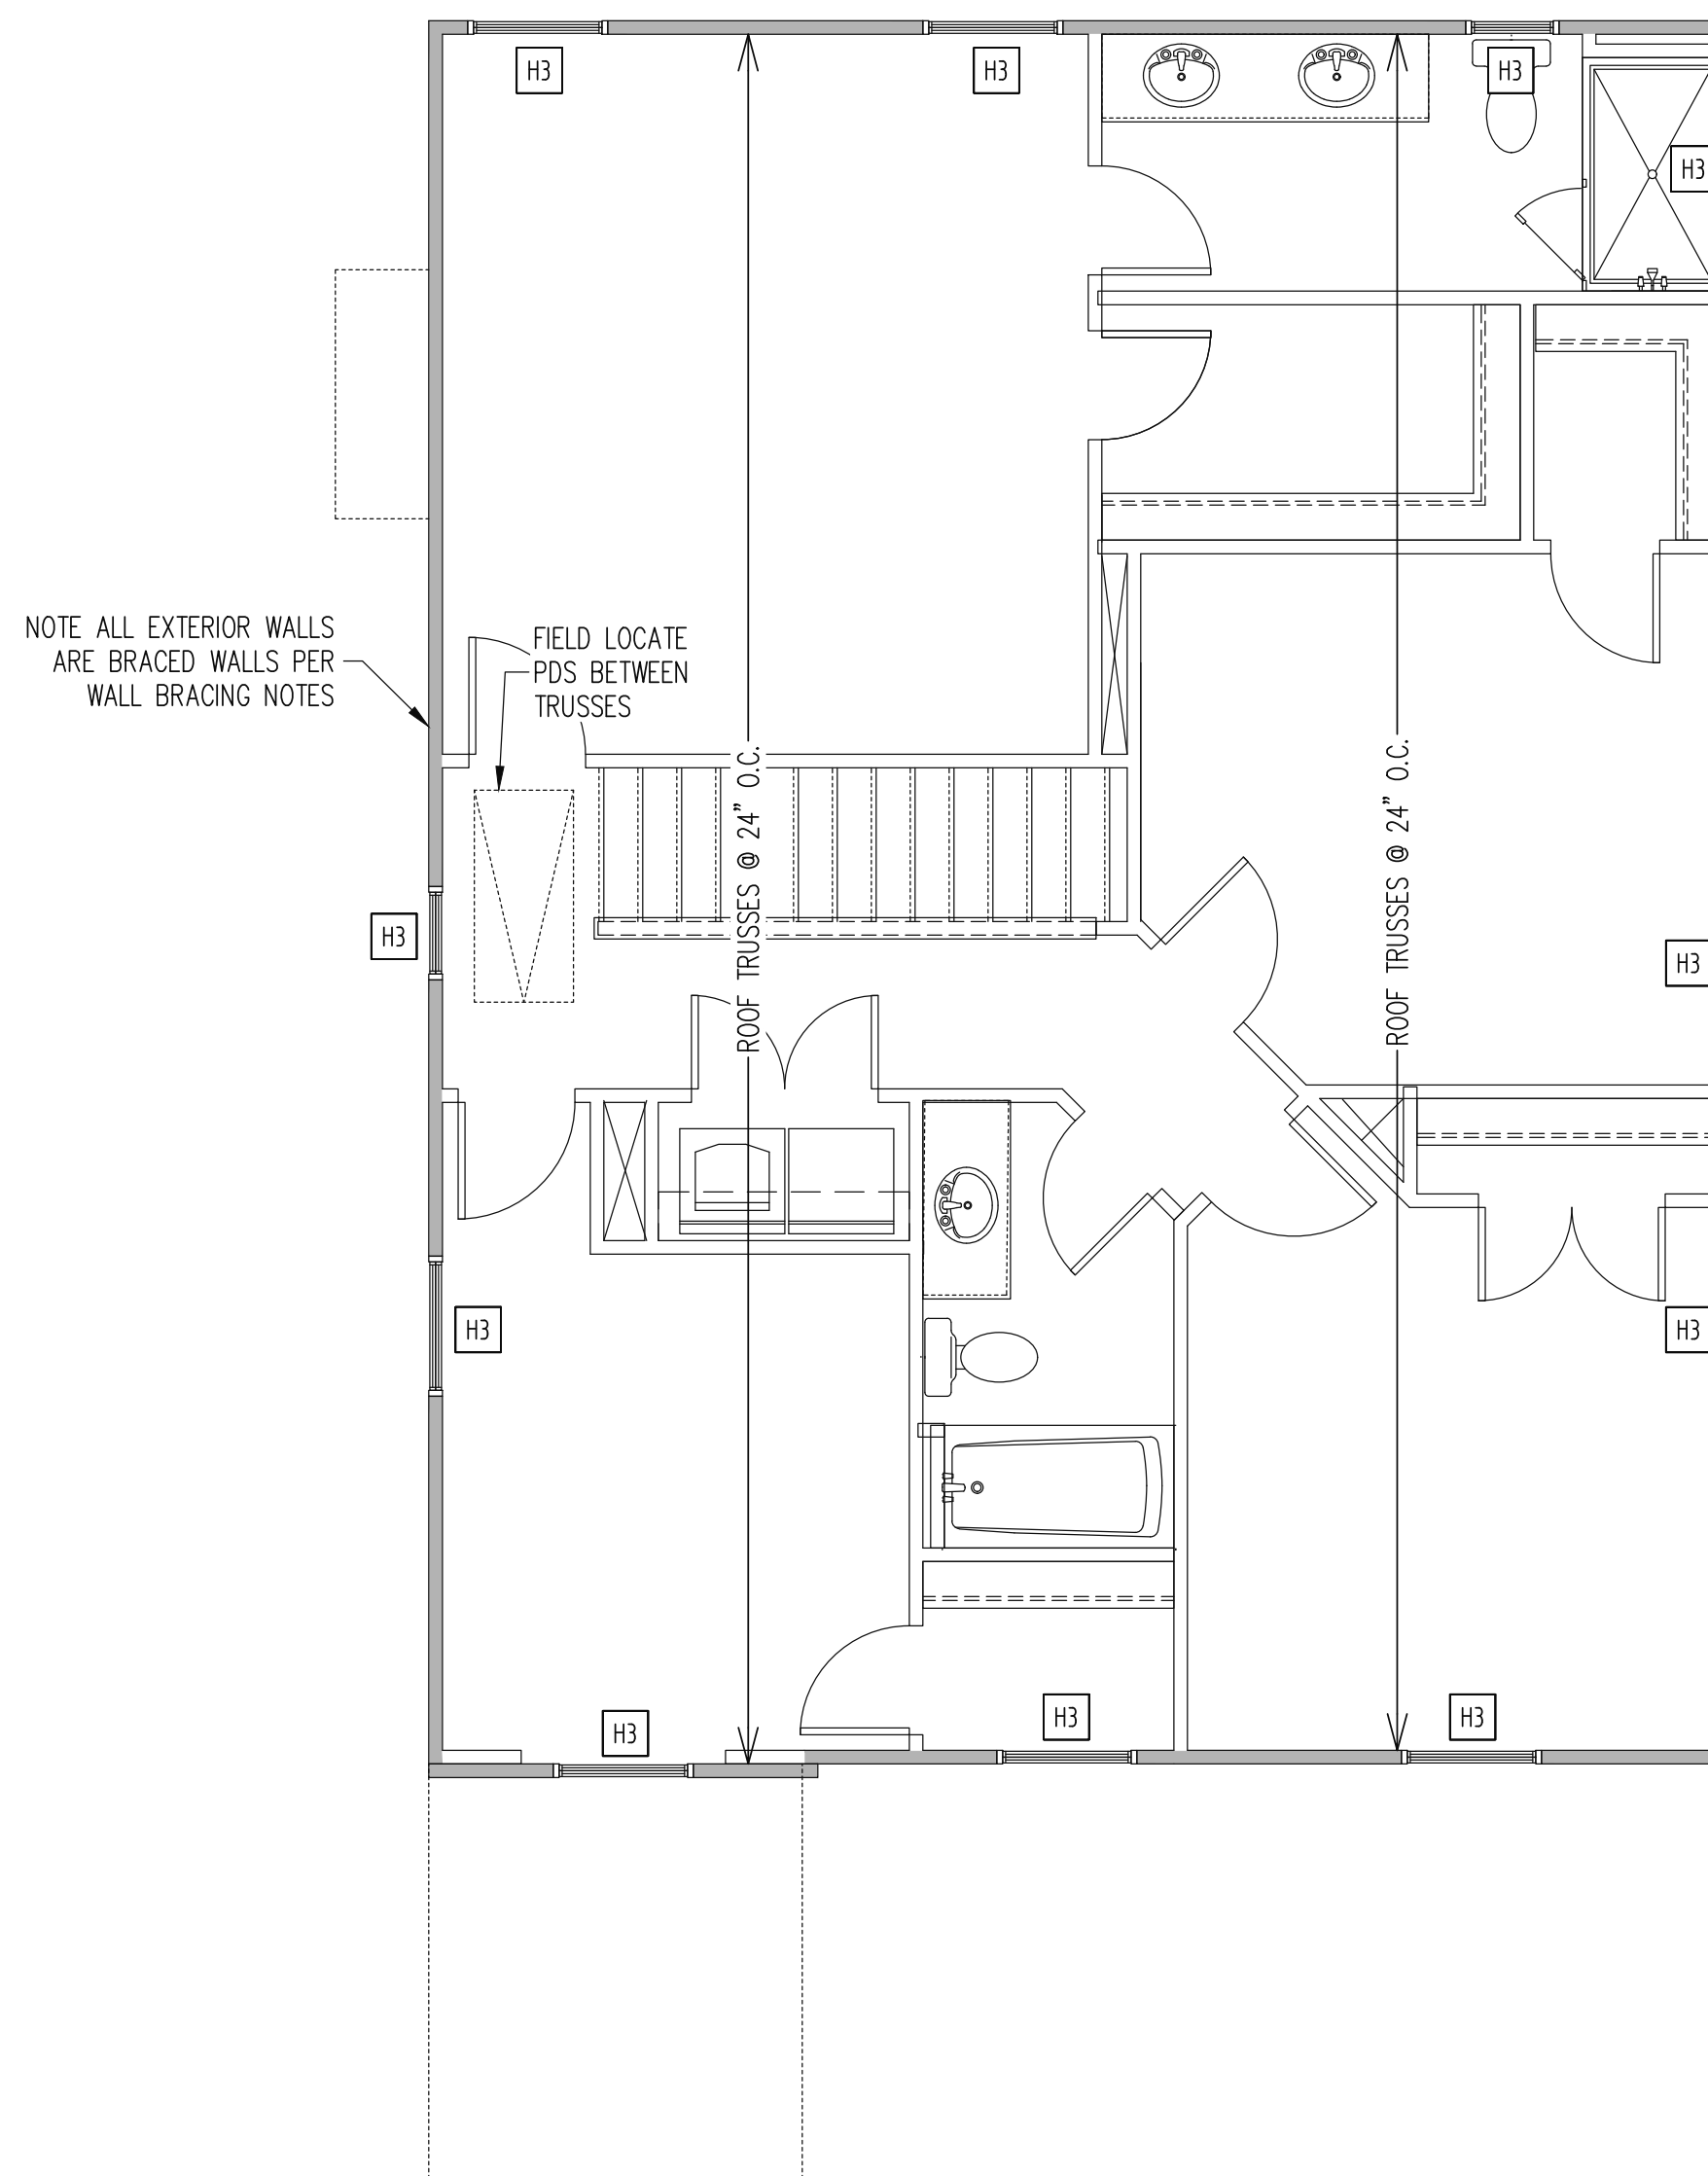 H3
H3
H3
H3
NOTE ALL EXTERIOR WALLS
ARE BRACED WALLS PER
WALL BRACING NOTES
FIELD LOCATE
PDS BETWEEN
TRUSSES
ROOF TRUSSES @ 24" O.C.
ROOF TRUSSES @ 24" O.C.
H3
H3
H3
H3
H3
H3
H3